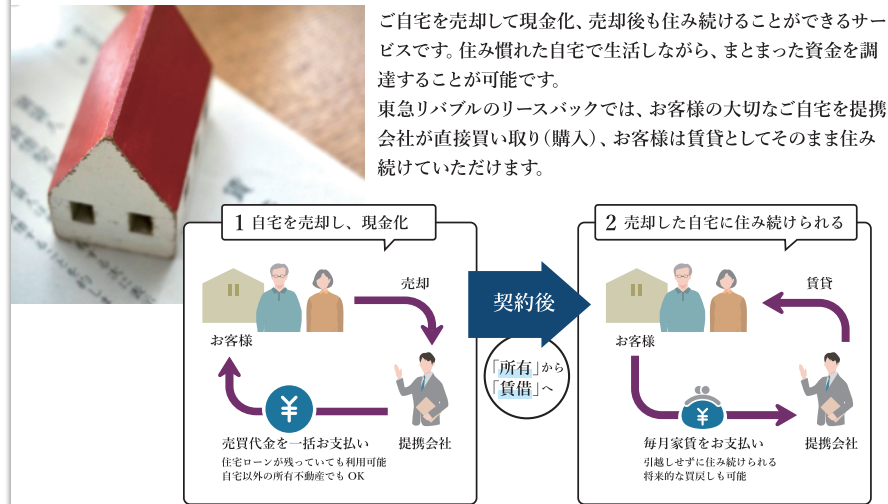 ご自宅を売却して現金化、売却後も住み続けることができるサー
ビスです。住み慣れた自宅で生活しながら、まとまった資金を調
達することが可能です。
東急リバブルのリースバックでは、お客様の大切なご自宅を提携
会社が直接買い取り（購入）、お客様は賃貸としてそのまま住み
続けていただけます。
1 自宅を売却し、現金化
売却
お客様
売買代金を一括お支払い
提携会社
住宅ローンが残っていても利用可能
自宅以外の所有不動産でも OK
契約後
「所有」から
「賃借」へ
2 売却した自宅に住み続けられる
賃貸
お客様
毎月家賃をお支払い
提携会社
引越しせずに住み続けられる
将来的な買戻しも可能